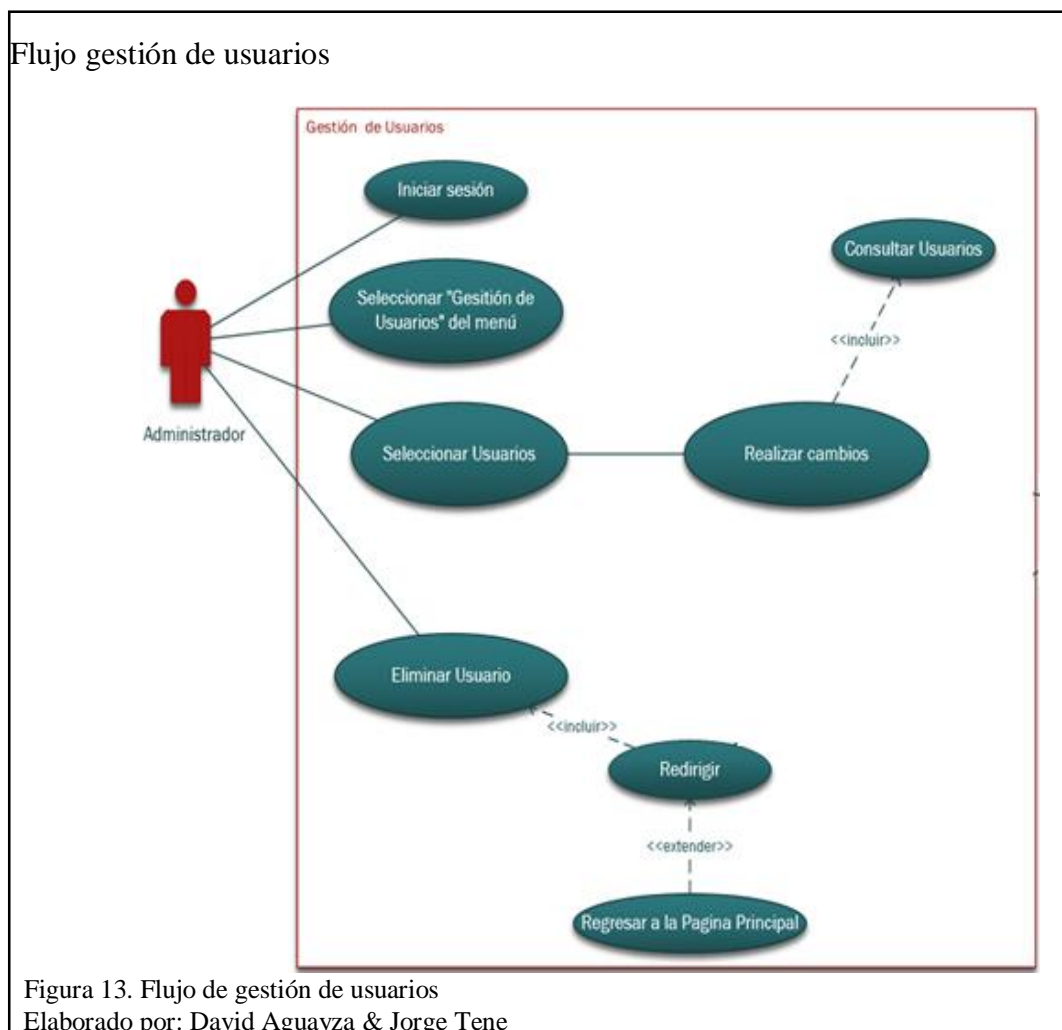 Flujo gestión de usuarios
Gestión de Usuarios
Iniciar sesión
Consultar Usuarios
Seleccionar "Gesitión de
Usuarios" del menú
<<incluir>>
Administrador
Seleccionar Usuarios
Realizar cambios
Eliminar Usuario
<<incluir>>
Redirigir
<<extender>>
Regresar a la Pagina Principal
Figura 13. Flujo de gestión de usuarios
Elaborado por: David Aguayza & Jorge Tene